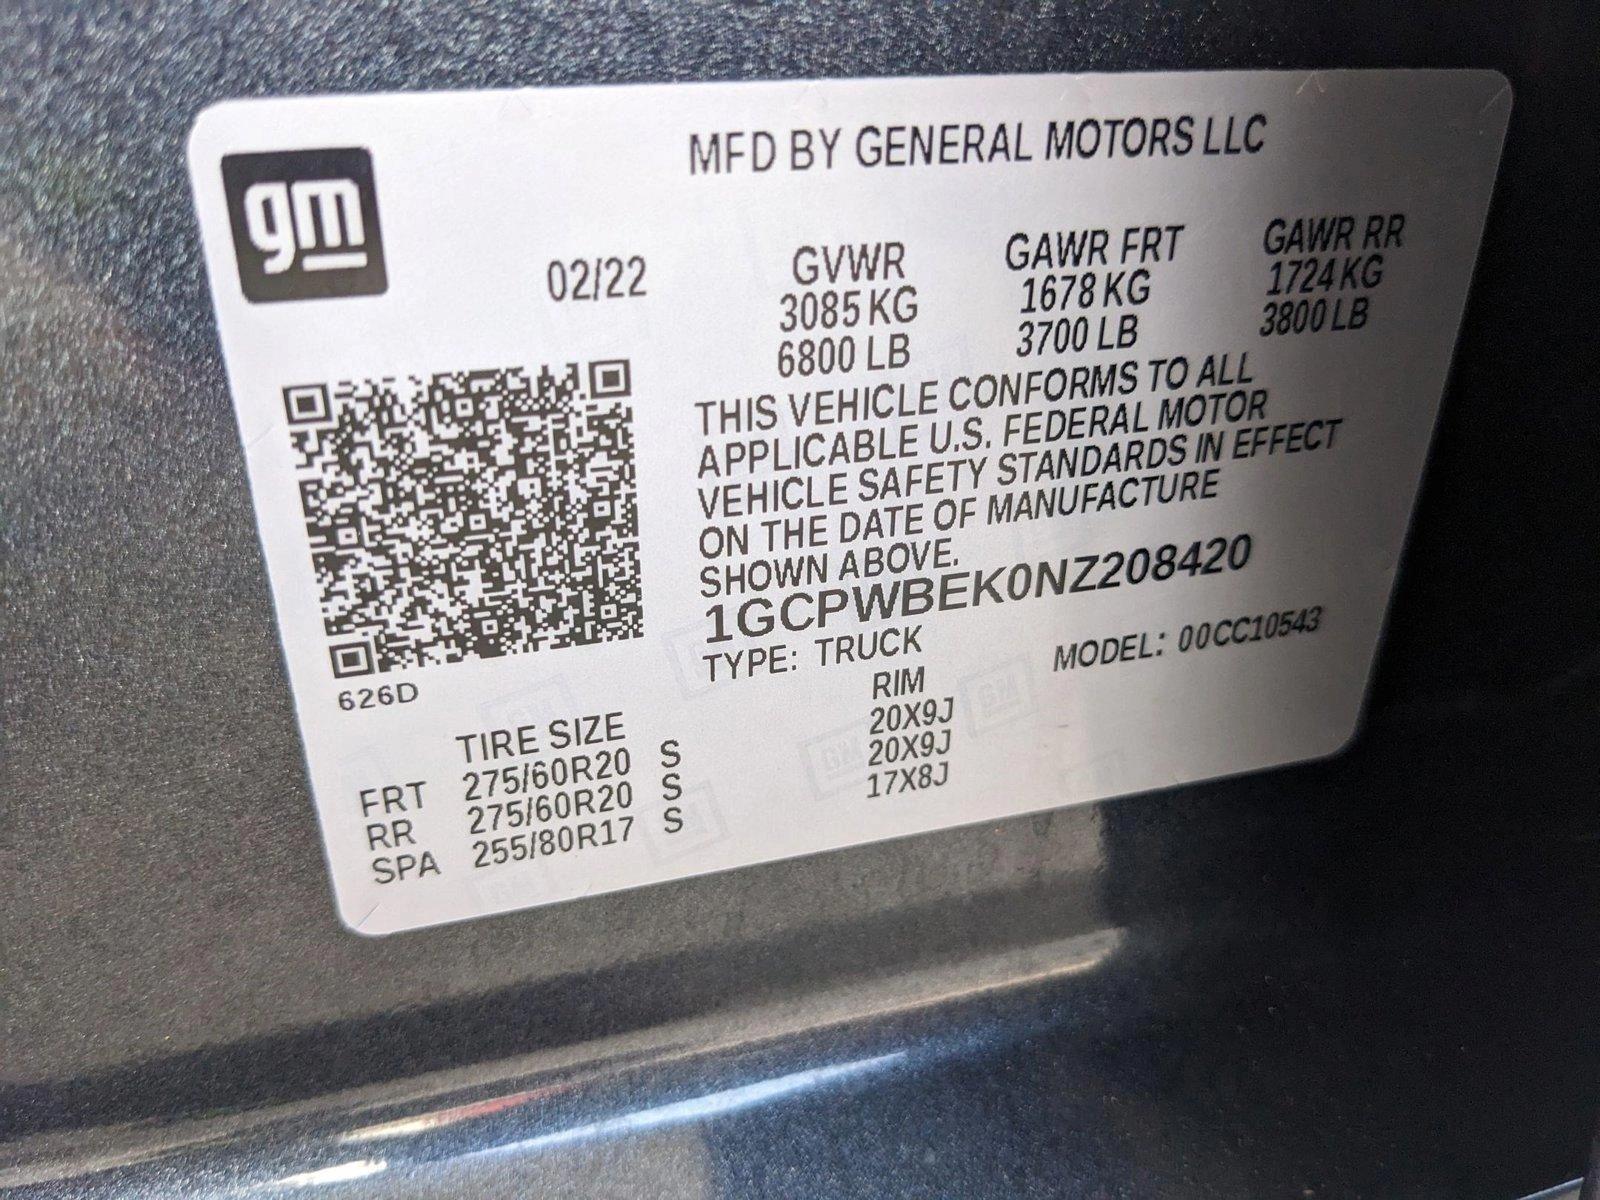 gm
MFD BY GENERAL MOTORS LLC
02/22
GVWR
3085 KG
6800 LB
GAWR FRT
1678 KG
3700 LB
GAWR RR
1724 KG
3800 LB
THIS VEHICLE CONFORMS TO ALL
APPLICABLE U.S. FEDERAL MOTOR
VEHICLE SAFETY STANDARDS IN EFFECT
ON THE DATE OF MANUFACTURE
SHOWN ABOVE.
1GCPWBEK0NZ208420
TYPE: TRUCK MODEL: 00CC10543
626D
TIRE SIZE RIM
FRT 275/60R20 S 20X9J
RR 275/60R20 S 20X9J
SPA 255/80R17 S 17X8J